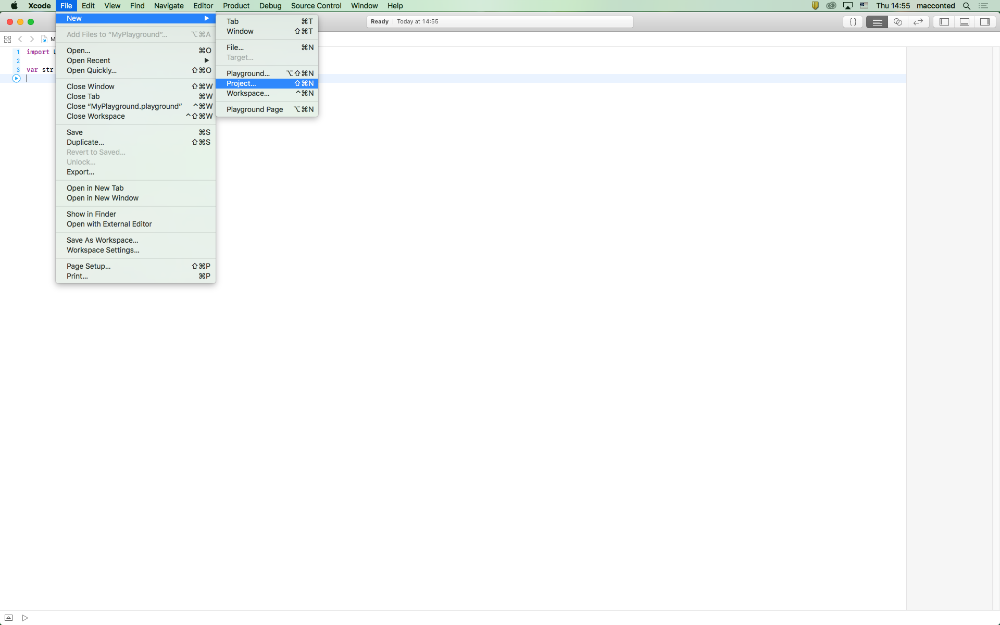 Xcode File Edit View Find Navigate Editor Product Debug Source Control Window Help Thu 14:55 macconted
New
Add Files to “MyPlayground”... ⌥⌘A
Open... ⌘O
Open Recent
Open Quickly... ⇧⌘O
Close Window ⇧⌘W
Close Tab ⌘W
Close “MyPlayground.playground” ^⌘W
Close Workspace ^⇧⌘W
Save ⌘S
Duplicate... ⇧⌘S
Revert to Saved...
Unlock...
Export...
Open in New Tab
Open in New Window
Show in Finder
Open with External Editor
Save As Workspace...
Workspace Settings...
Page Setup... ⇧⌘P
Print... ⌘P
Tab ⌘T
Window ⇧⌘T
File... ⌘N
Target...
Playground... ⌥⇧⌘N
Project... ⇧⌘N
Workspace... ^⌘N
Playground Page ⌥⌘N
Ready | Today at 14:55
{ }
M
1 import U
2
3 var str